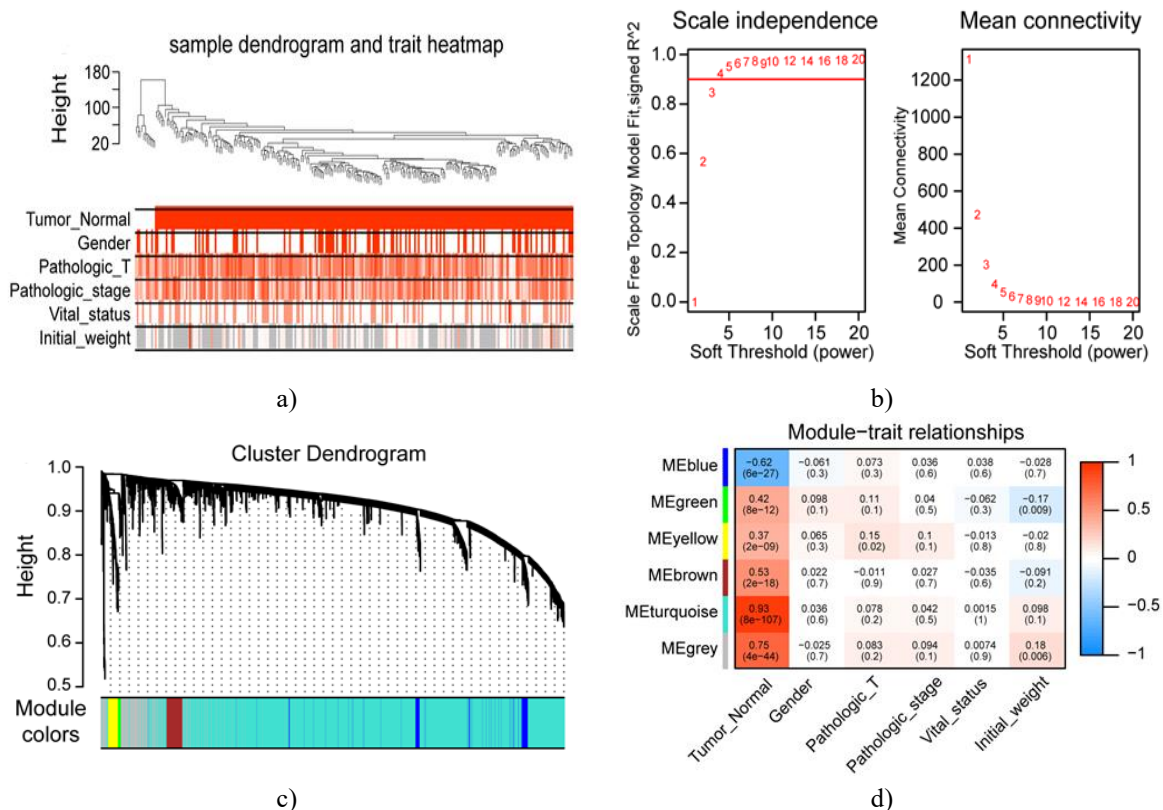 sample dendrogram and trait heatmap
Height
180
100
20
Tumor_Normal
Gender
Pathologic_T
Pathologic_stage
Vital_status
Initial_weight
a)
Scale independence
Scale Free Topology Model Fit,signed R^2
1.0
0.8
0.6
0.4
0.2
0.0
1 2 3 4 5 6 7 8 9 10 12 14 16 18 20
5 10 15 20
Soft Threshold (power)
Mean connectivity
Mean Connectivity
1200
1000
800
600
400
200
0
1 2 3 4 5 6 7 8 9 10 12 14 16 18 20
5 10 15 20
Soft Threshold (power)
b)
Cluster Dendrogram
Height
1.0
0.9
0.8
0.7
0.6
0.5
Module
colors
c)
Module−trait relationships
MEblue −0.62 −0.061 0.073 0.036 0.038 −0.028
(6e−27) (0.3) (0.3) (0.6) (0.6) (0.7)
MEgreen 0.42 0.098 0.11 0.04 −0.062 −0.17
(8e−12) (0.1) (0.1) (0.5) (0.3) (0.009)
MEyellow 0.37 0.065 0.15 0.1 −0.013 −0.02
(2e−09) (0.3) (0.02) (0.1) (0.8) (0.8)
MEbrown 0.53 0.022 −0.011 0.027 −0.035 −0.091
(2e−18) (0.7) (0.9) (0.7) (0.6) (0.2)
MEturquoise 0.93 0.036 0.078 0.042 0.0015 0.098
(8e−107) (0.6) (0.2) (0.5) (1) (0.1)
MEgrey 0.75 −0.025 0.083 0.094 0.0074 0.18
(4e−44) (0.7) (0.2) (0.1) (0.9) (0.006)
Tumor_Normal
Gender
Pathologic_T
Pathologic_stage
Vital_status
Initial_weight
1
0.5
0
−0.5
−1
d)